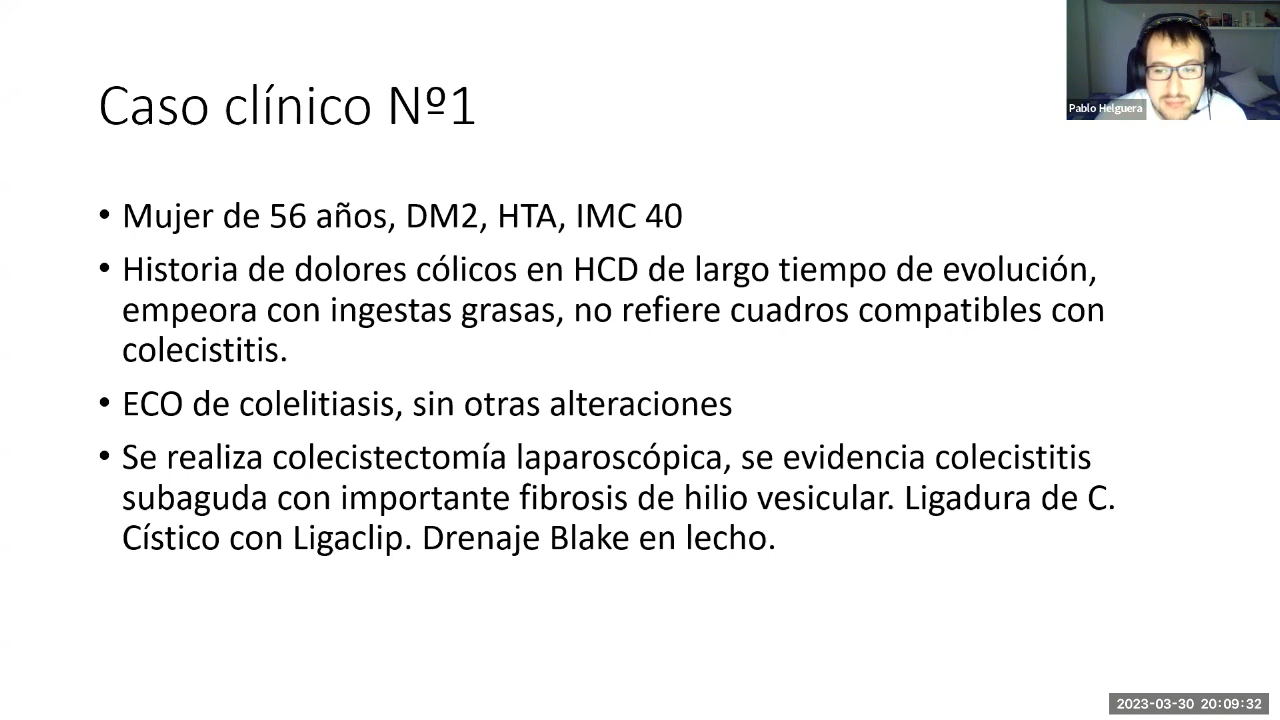 Pablo Helguera
Caso clínico Nº1
• Mujer de 56 años, DM2, HTA, IMC 40
• Historia de dolores cólicos en HCD de largo tiempo de evolución,
empeora con ingestas grasas, no refiere cuadros compatibles con
colecistitis.
• ECO de colelitiasis, sin otras alteraciones
• Se realiza colecistectomía laparoscópica, se evidencia colecistitis
subaguda con importante fibrosis de hilio vesicular. Ligadura de C.
Cístico con Ligaclip. Drenaje Blake en lecho.
2023-03-30 20:09:32